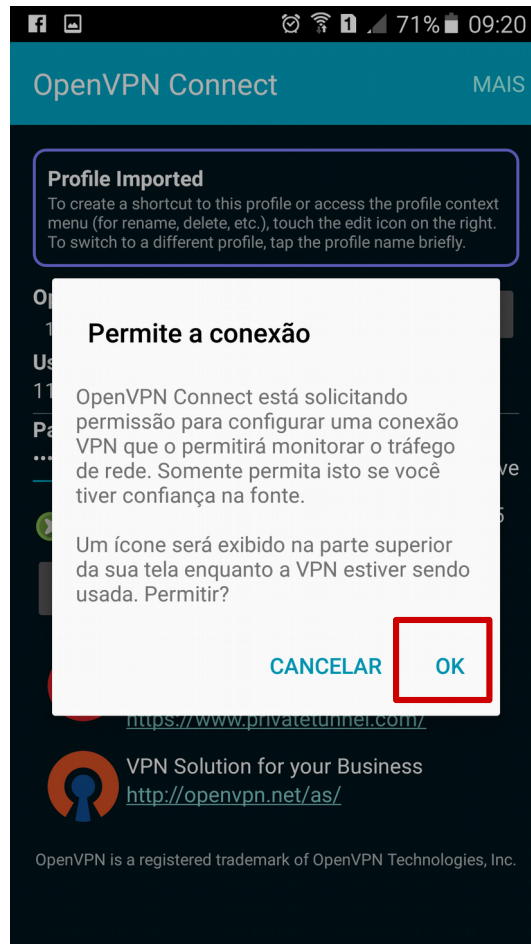 1 71% 09:20
OpenVPN Connect MAIS
Profile Imported
To create a shortcut to this profile or access the profile context
menu (for rename, delete, etc.), touch the edit icon on the right.
To switch to a different profile, tap the profile name briefly.
Permite a conexão
OpenVPN Connect está solicitando
permissão para configurar uma conexão
VPN que o permitirá monitorar o tráfego
de rede. Somente permita isto se você
tiver confiança na fonte.
Um ícone será exibido na parte superior
da sua tela enquanto a VPN estiver sendo
usada. Permitir?
CANCELAR OK
https://www.privatetunnel.com/
VPN Solution for your Business
http://openvpn.net/as/
OpenVPN is a registered trademark of OpenVPN Technologies, Inc.